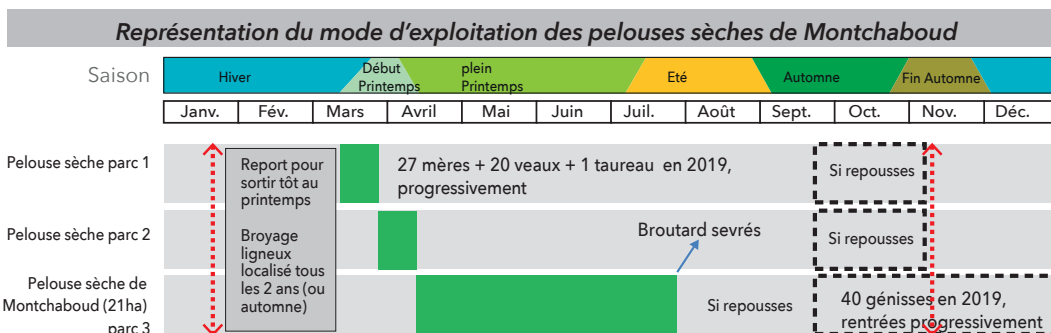 Représentation du mode d'exploitation des pelouses sèches de Montchaboud
Saison
Hiver
Début
Printemps
plein
Printemps
Eté
Automne
Fin Automne
Janv.
Fév.
Mars
Avril
Mai
Juin
Juil.
Août
Sept.
Oct.
Nov.
Déc.
Pelouse sèche parc 1
Report pour
sortir tôt au
printemps
Broyage
ligneux
localisé tous
les 2 ans (ou
automne)
27 mères + 20 veaux + 1 taureau en 2019,
progressivement
Si repousses
Pelouse sèche parc 2
Broutard sevrés
Si repousses
Pelouse sèche de
Montchaboud (21ha)
parc 3
Si repousses
40 génisses en 2019,
rentrées progressivement